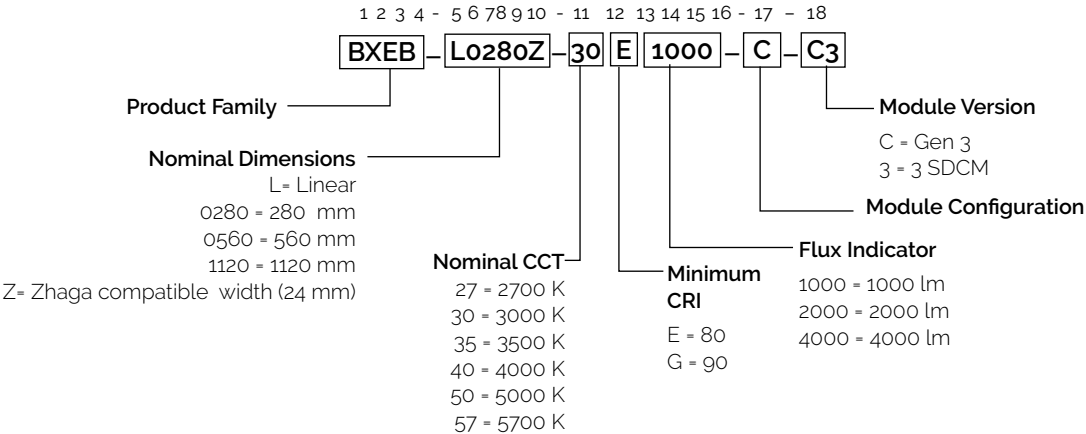 1 2 3 4 - 5 6 7 8 9 10 - 11 12 13 14 15 16 - 17 – 18
BXEB – L0280Z – 30 E 1000 – C – C3
Product Family
Nominal Dimensions
L= Linear
0280 = 280 mm
0560 = 560 mm
1120 = 1120 mm
Z= Zhaga compatible width (24 mm)
Nominal CCT
27 = 2700 K
30 = 3000 K
35 = 3500 K
40 = 4000 K
50 = 5000 K
57 = 5700 K
Minimum
CRI
E = 80
G = 90
Flux Indicator
1000 = 1000 lm
2000 = 2000 lm
4000 = 4000 lm
Module Configuration
Module Version
C = Gen 3
3 = 3 SDCM